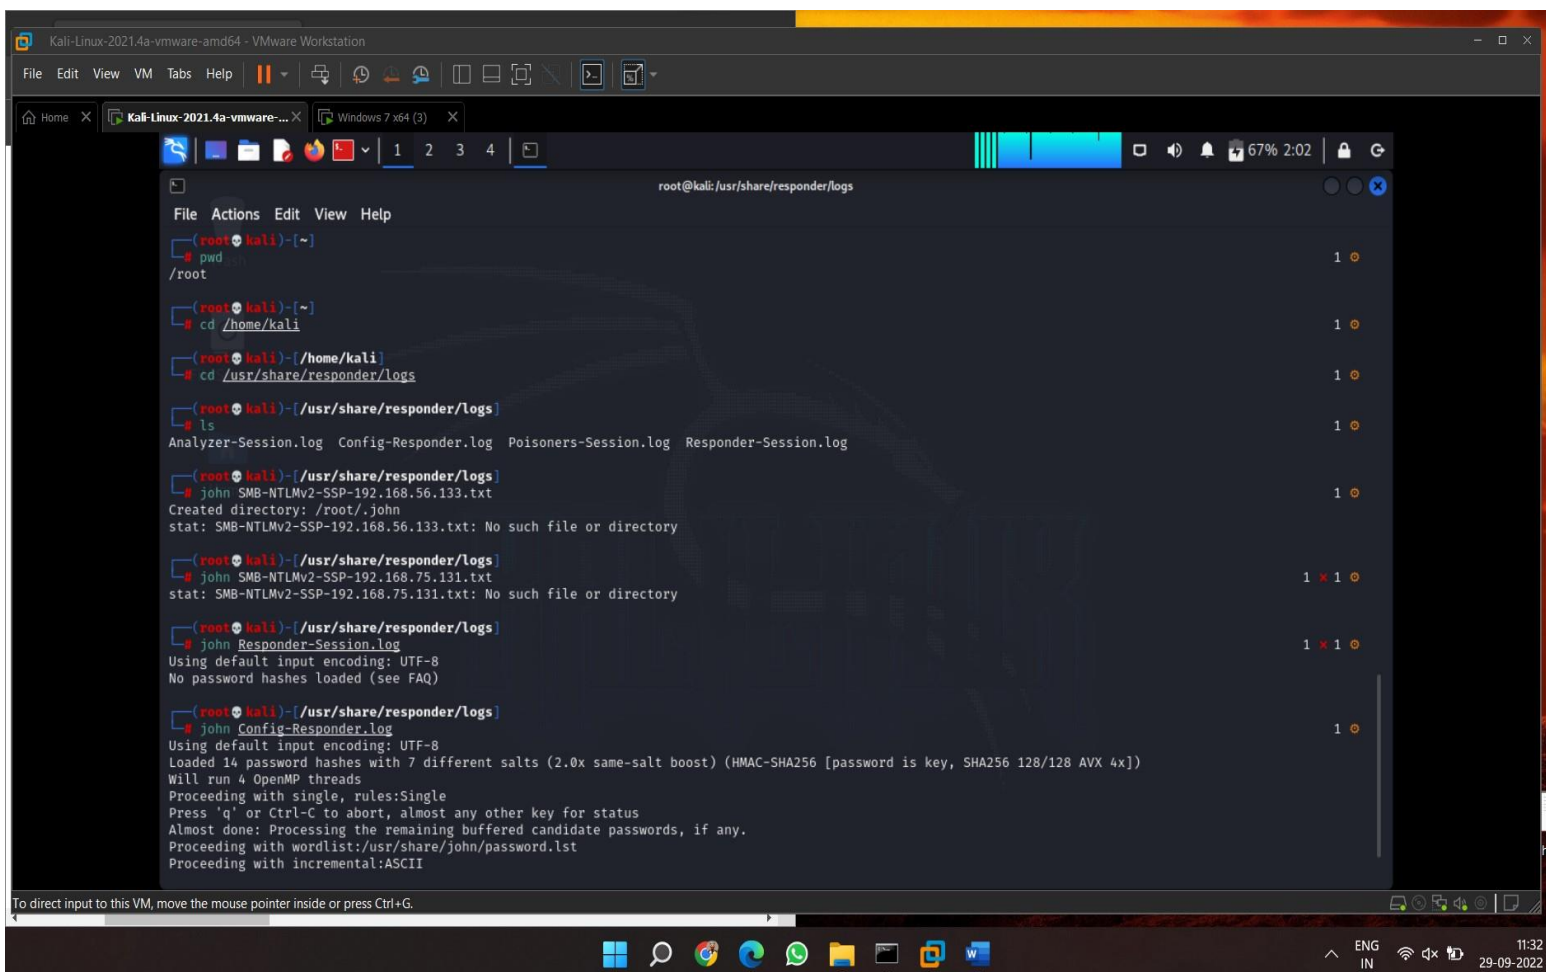 Kali-Linux-2021.4a-vmware-amd64 - VMware Workstation
File Edit View VM Tabs Help
Home Kali-Linux-2021.4a-vmware-... Windows 7 x64 (3)
1 2 3 4 67% 2:02
root@kali: /usr/share/responder/logs
File Actions Edit View Help
(root💀kali)-[~]
# pwd 1
/root
(root💀kali)-[~]
# cd /home/kali 1
(root💀kali)-[/home/kali]
# cd /usr/share/responder/logs 1
(root💀kali)-[/usr/share/responder/logs]
# ls 1
Analyzer-Session.log Config-Responder.log Poisoners-Session.log Responder-Session.log
(root💀kali)-[/usr/share/responder/logs]
# john SMB-NTLMv2-SSP-192.168.56.133.txt 1
Created directory: /root/.john
stat: SMB-NTLMv2-SSP-192.168.56.133.txt: No such file or directory
(root💀kali)-[/usr/share/responder/logs]
# john SMB-NTLMv2-SSP-192.168.75.131.txt 1 ⨯ 1
stat: SMB-NTLMv2-SSP-192.168.75.131.txt: No such file or directory
(root💀kali)-[/usr/share/responder/logs]
# john Responder-Session.log 1 ⨯ 1
Using default input encoding: UTF-8
No password hashes loaded (see FAQ)
(root💀kali)-[/usr/share/responder/logs]
# john Config-Responder.log 1
Using default input encoding: UTF-8
Loaded 14 password hashes with 7 different salts (2.0x same-salt boost) (HMAC-SHA256 [password is key, SHA256 128/128 AVX 4x])
Will run 4 OpenMP threads
Proceeding with single, rules:Single
Press 'q' or Ctrl-C to abort, almost any other key for status
Almost done: Processing the remaining buffered candidate passwords, if any.
Proceeding with wordlist:/usr/share/john/password.lst
Proceeding with incremental:ASCII
To direct input to this VM, move the mouse pointer inside or press Ctrl+G.
ENG
IN
11:32
29-09-2022